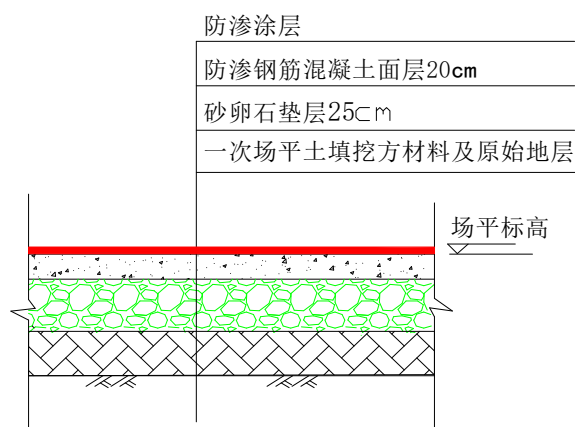 防渗涂层
防渗钢筋混凝土面层20cm
砂卵石垫层25cm
一次场平土填挖方材料及原始地层
场平标高